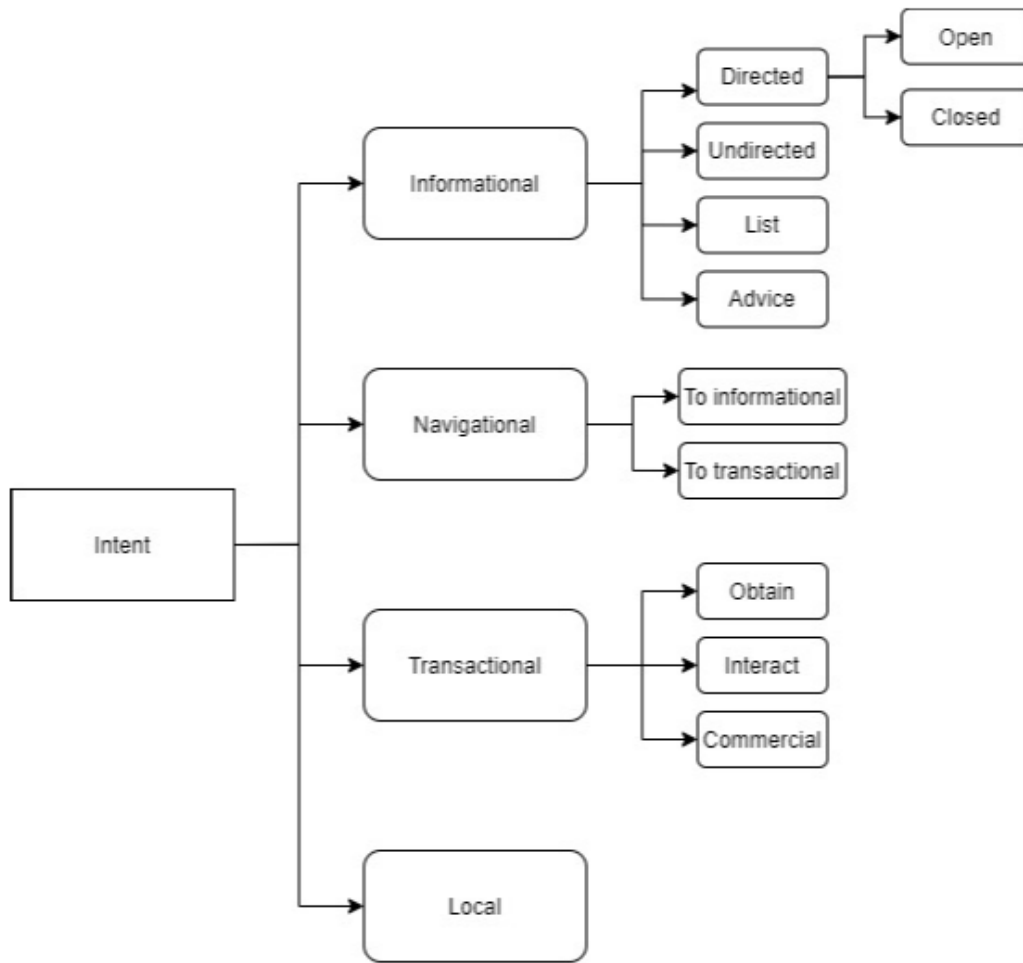 Open
Directed
Closed
Undirected
Informational
List
Advice
To informational
Navigational
To transactional
Intent
Obtain
Transactional
Interact
Commercial
Local